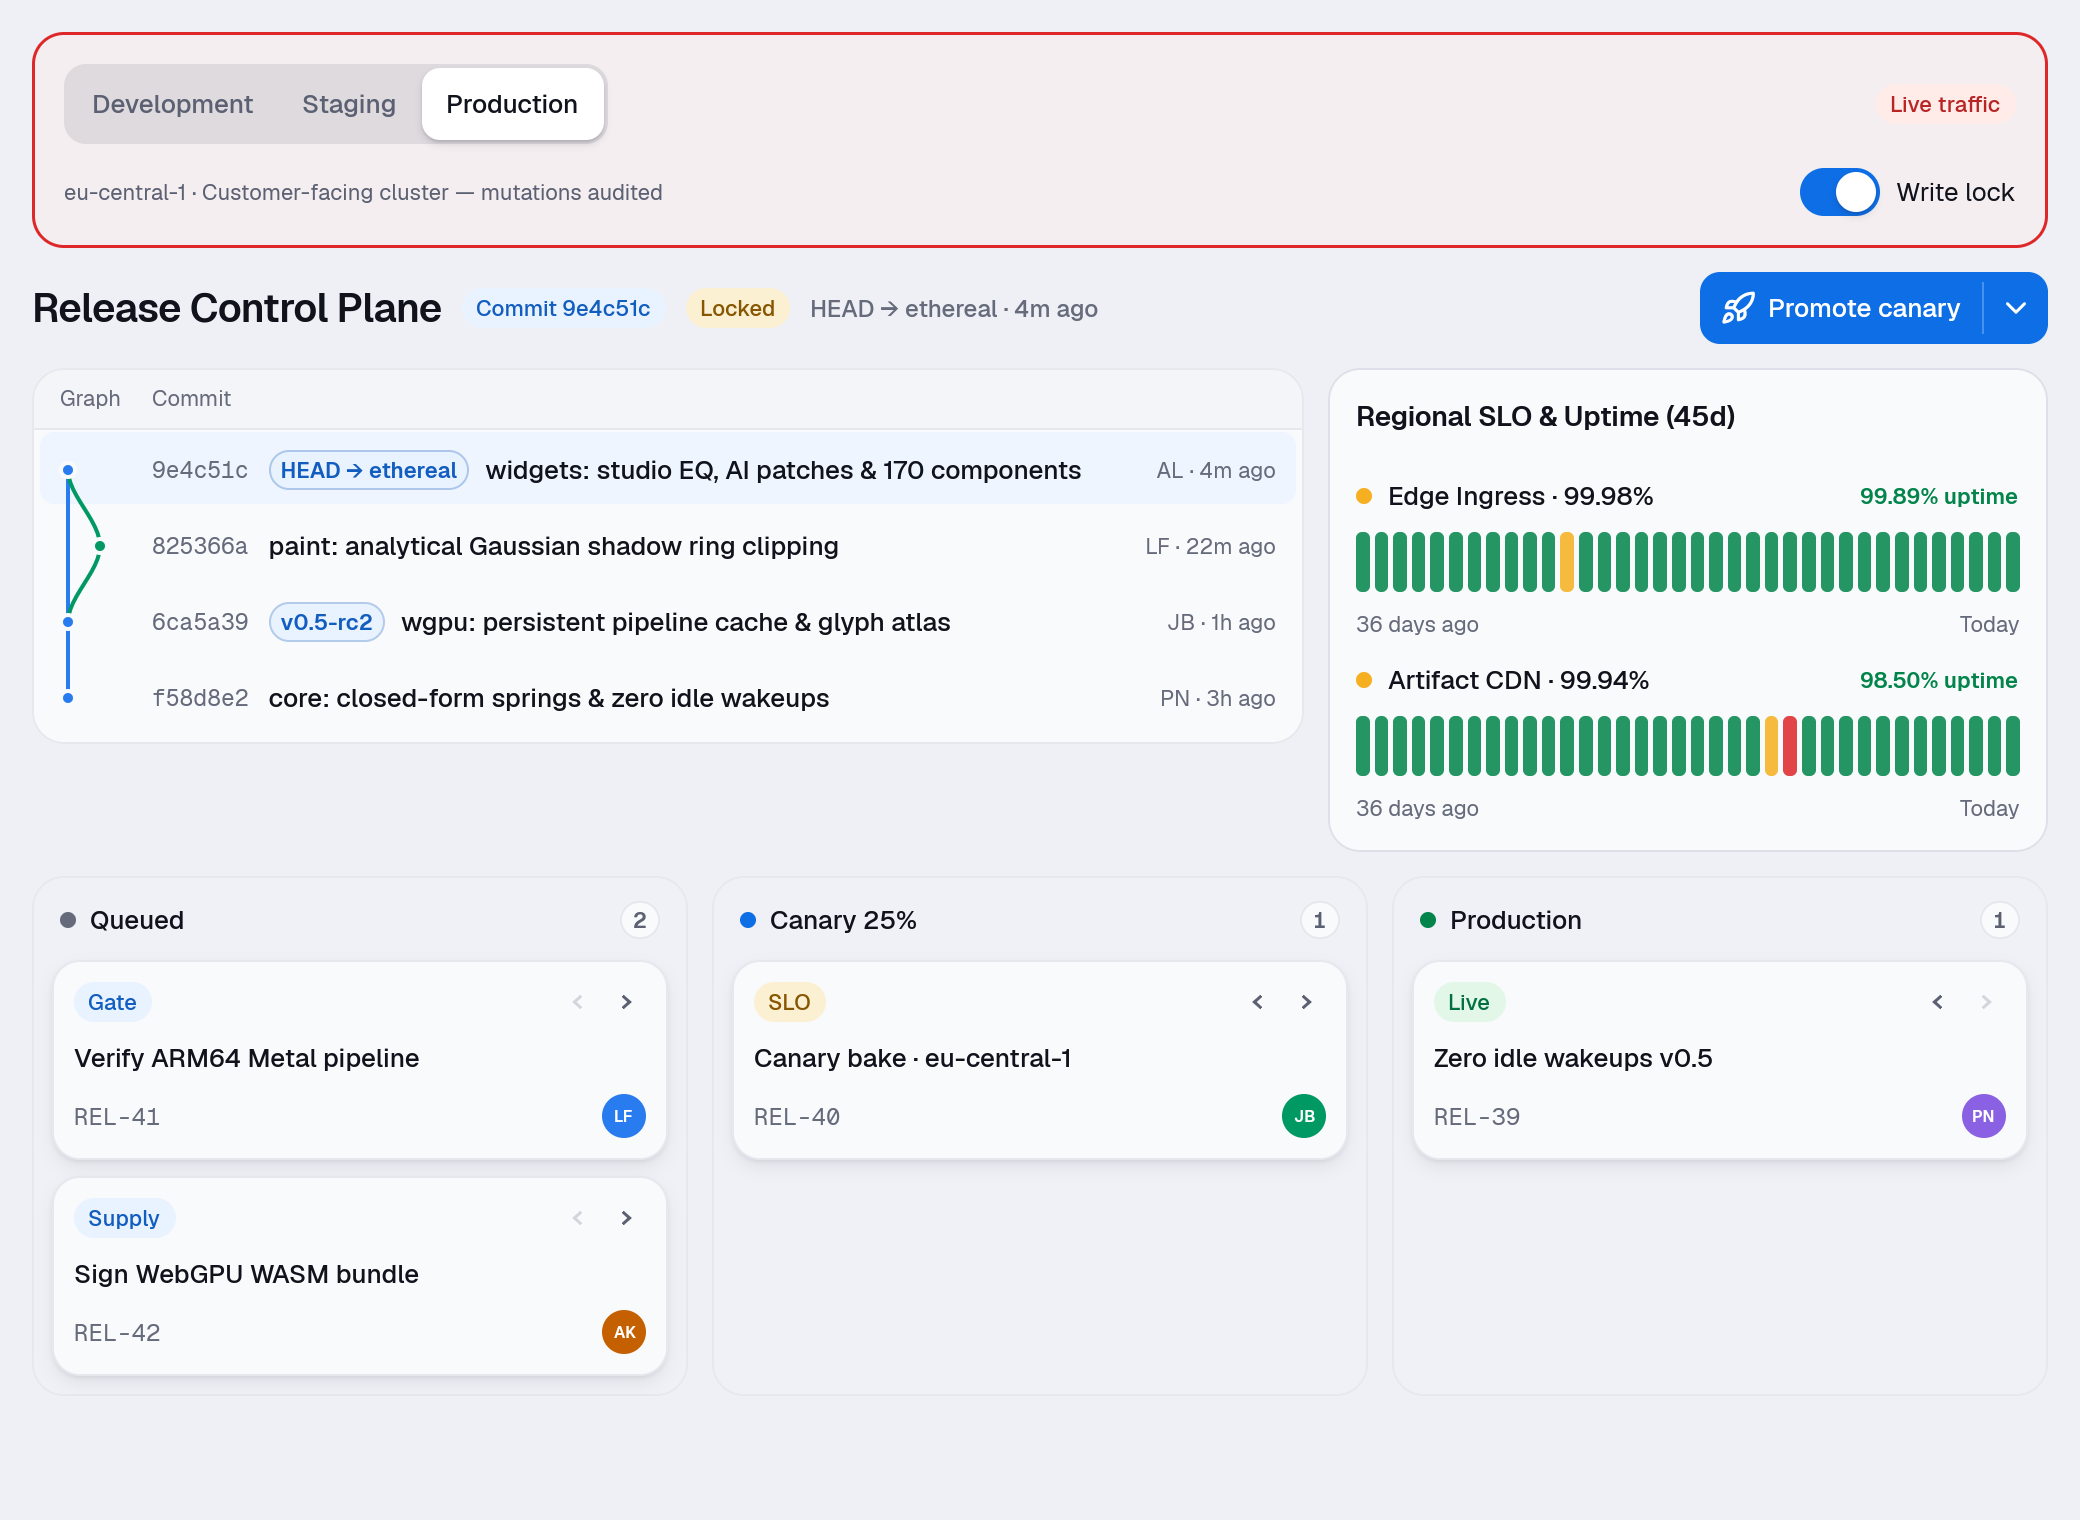 Development Staging Production
Live traffic
eu-central-1 · Customer-facing cluster — mutations audited
Write lock
Release Control Plane Commit 9e4c51c Locked HEAD → ethereal · 4m ago
Promote canary
Graph Commit
9e4c51c HEAD → ethereal widgets: studio EQ, AI patches & 170 components AL · 4m ago
825366a paint: analytical Gaussian shadow ring clipping LF · 22m ago
6ca5a39 v0.5-rc2 wgpu: persistent pipeline cache & glyph atlas JB · 1h ago
f58d8e2 core: closed-form springs & zero idle wakeups PN · 3h ago
Regional SLO & Uptime (45d)
Edge Ingress · 99.98% 99.89% uptime
36 days ago Today
Artifact CDN · 99.94% 98.50% uptime
36 days ago Today
Queued 2
Gate
Verify ARM64 Metal pipeline
REL-41 LF
Supply
Sign WebGPU WASM bundle
REL-42 AK
Canary 25% 1
SLO
Canary bake · eu-central-1
REL-40 JB
Production 1
Live
Zero idle wakeups v0.5
REL-39 PN